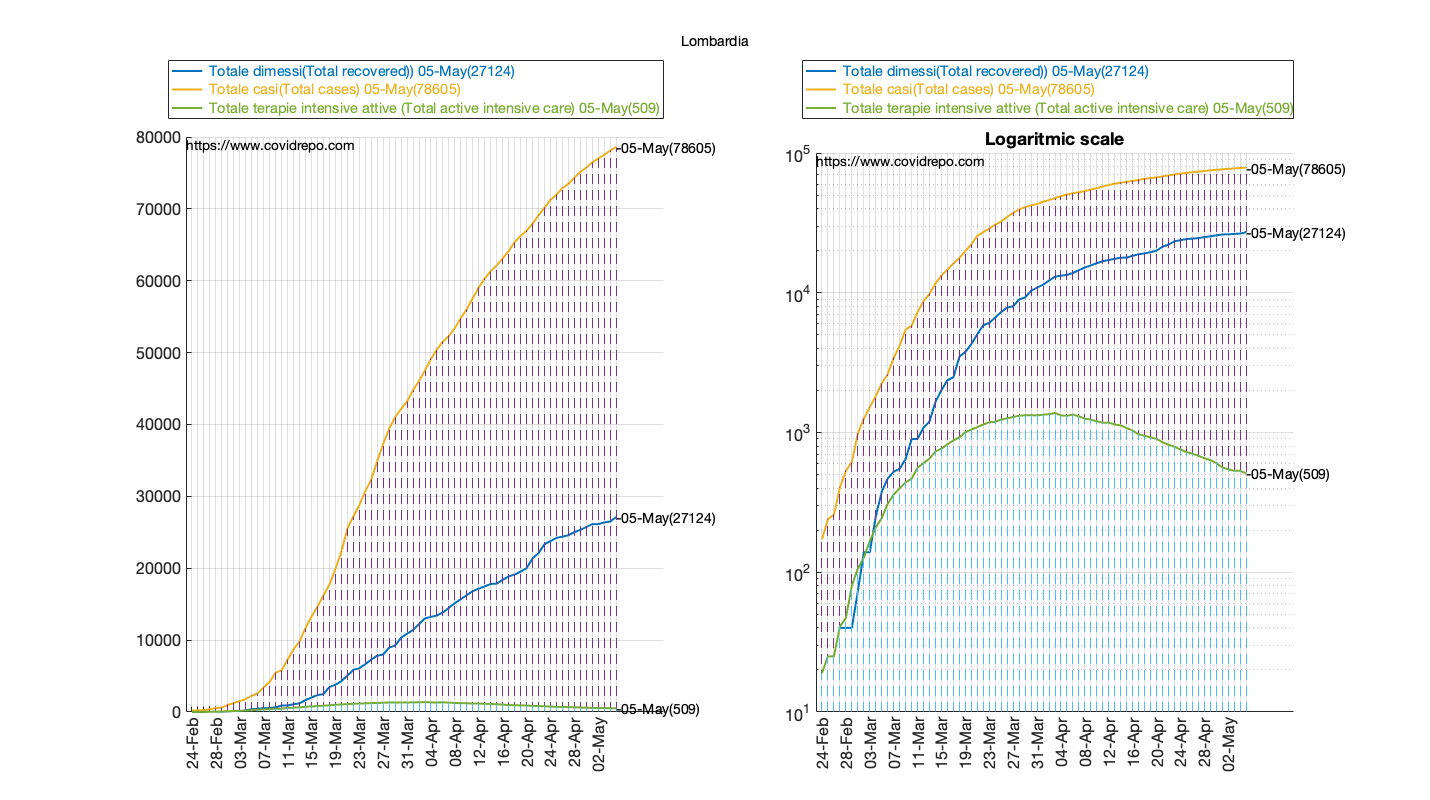 Lombardia
Totale dimessi(Total recovered)) 05-May(27124)
Totale casi(Total cases) 05-May(78605)
Totale terapie intensive attive (Total active intensive care) 05-May(509)
80000
70000
60000
50000
40000
30000
20000
10000
0
https://www.covidrepo.com
-05-May(78605)
-05-May(27124)
-05-May(509)
24-Feb
28-Feb
03-Mar
07-Mar
11-Mar
15-Mar
19-Mar
23-Mar
27-Mar
31-Mar
04-Apr
08-Apr
12-Apr
16-Apr
20-Apr
24-Apr
28-Apr
02-May
Totale dimessi(Total recovered)) 05-May(27124)
Totale casi(Total cases) 05-May(78605)
Totale terapie intensive attive (Total active intensive care) 05-May(509)
Logaritmic scale
10^5
10^4
10^3
10^2
10^1
https://www.covidrepo.com
-05-May(78605)
-05-May(27124)
-05-May(509)
24-Feb
28-Feb
03-Mar
07-Mar
11-Mar
15-Mar
19-Mar
23-Mar
27-Mar
31-Mar
04-Apr
08-Apr
12-Apr
16-Apr
20-Apr
24-Apr
28-Apr
02-May